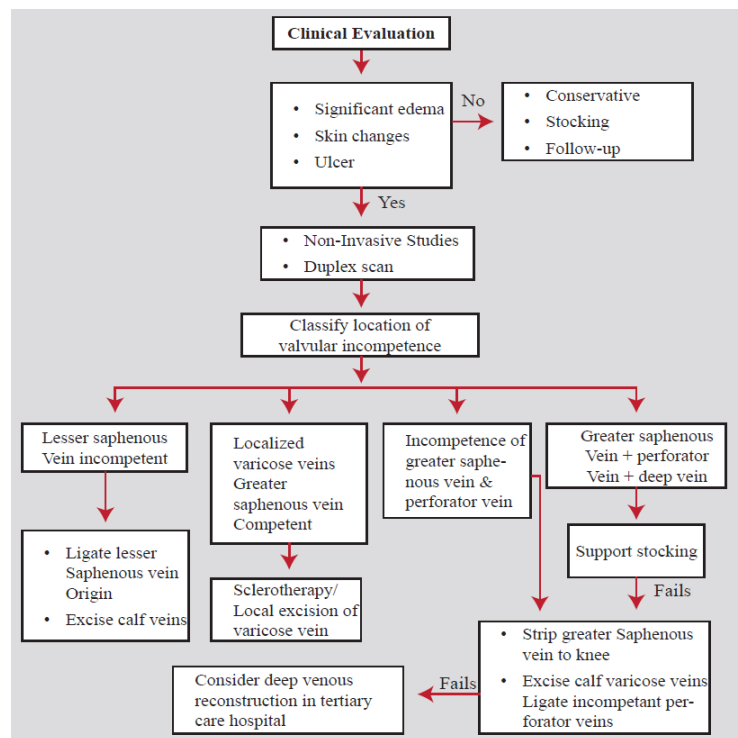 Clinical Evaluation
• Significant edema
• Skin changes
• Ulcer
No
• Conservative
• Stocking
• Follow-up
Yes
• Non-Invasive Studies
• Duplex scan
Classify location of
valvular incompetence
Lesser saphenous
Vein incompetent
Localized
varicose veins
Greater
saphenous vein
Competent
Incompetence of
greater saphe-
nous vein &
perforator vein
Greater saphenous
Vein + perforator
Vein + deep vein
• Ligate lesser
Saphenous vein
Origin
• Excise calf veins
Sclerotherapy/
Local excision of
varicose vein
Support stocking
Fails
• Strip greater Saphenous
vein to knee
• Excise calf varicose veins
Ligate incompetant per-
forator veins
Fails
Consider deep venous
reconstruction in tertiary
care hospital